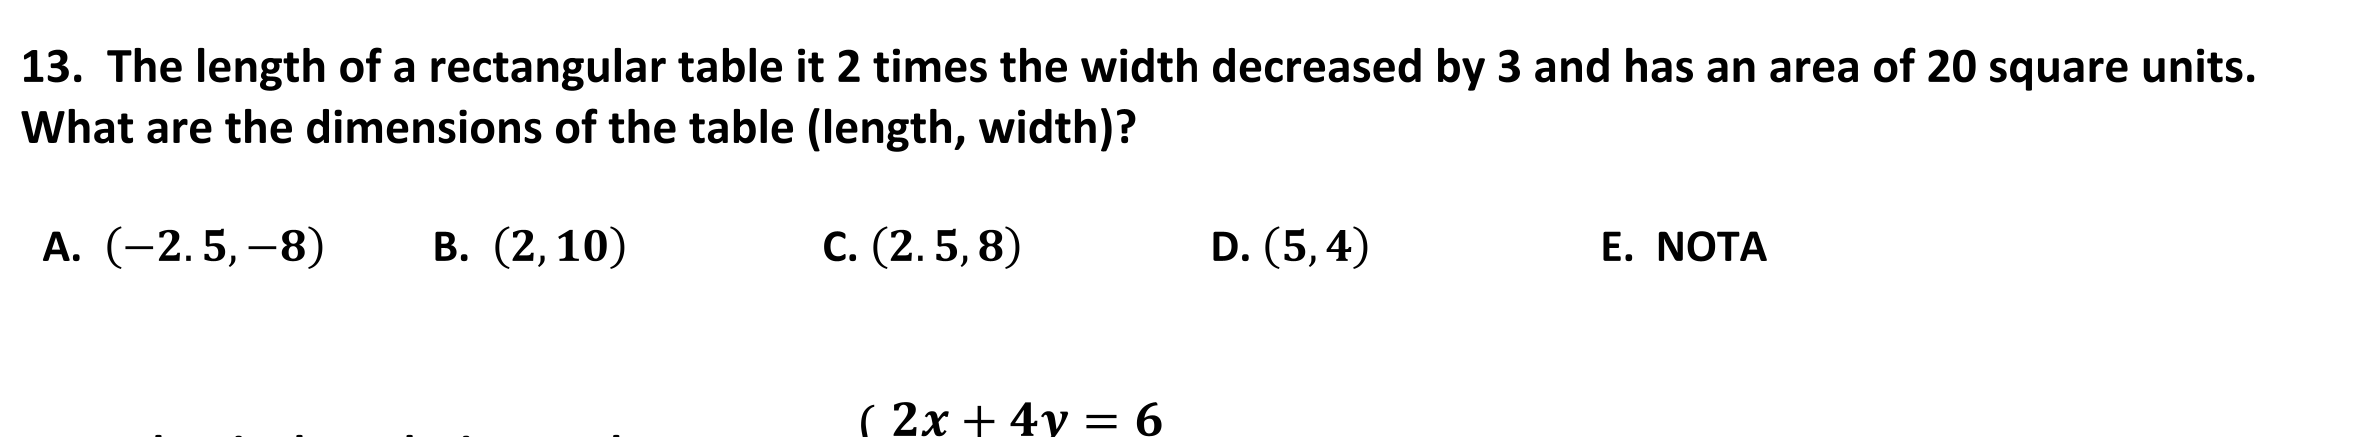 13. The length of a rectangular table it 2 times the width decreased by 3 and has an area of 20 square units.
What are the dimensions of the table (length, width)?
A. (−2.5, −8) B. (2, 10) C. (2.5, 8) D. (5, 4) E. NOTA
2x + 4y = 6